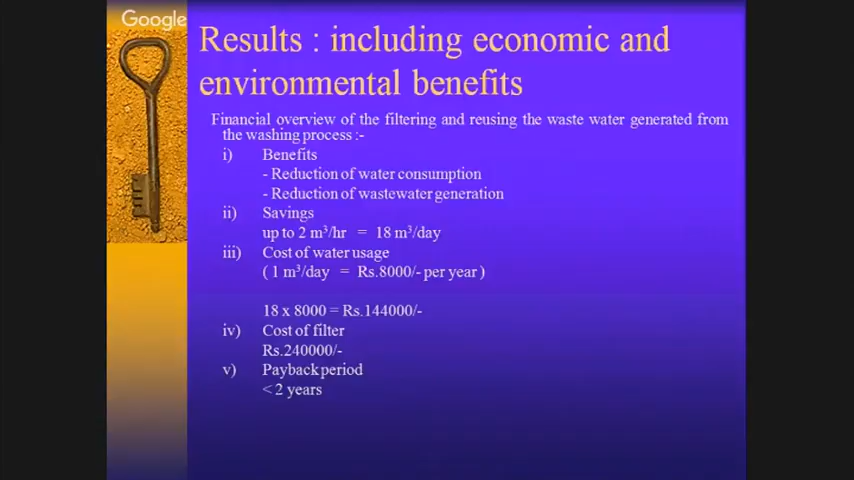 Google
Results : including economic and
environmental benefits
Financial overview of the filtering and reusing the waste water generated from
the washing process :-
i) Benefits
- Reduction of water consumption
- Reduction of wastewater generation
ii) Savings
up to 2 m³/hr = 18 m³/day
iii) Cost of water usage
( 1 m³/day = Rs.8000/- per year )
18 x 8000 = Rs.144000/-
iv) Cost of filter
Rs.240000/-
v) Payback period
< 2 years